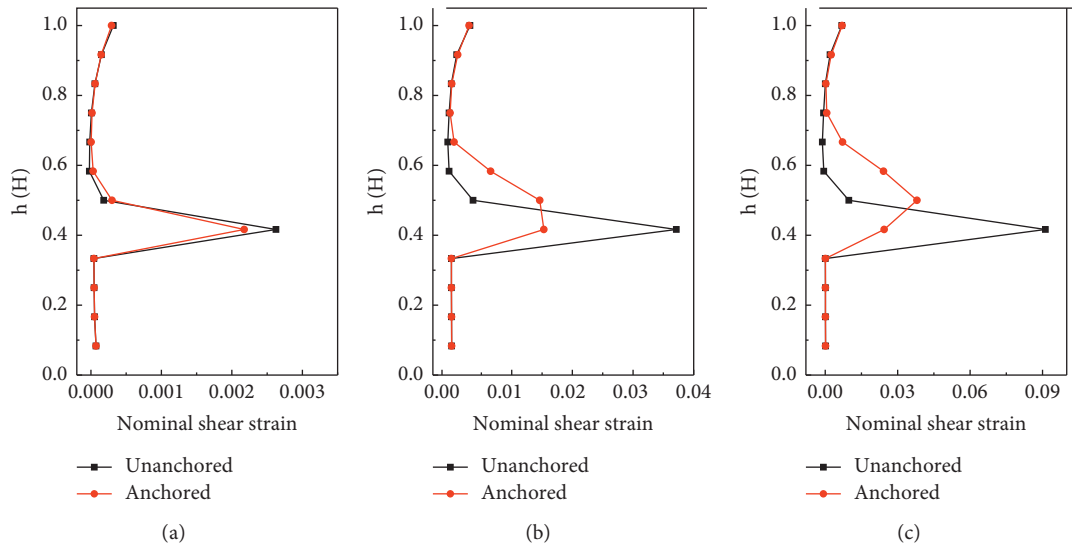 1.0
0.8
0.6
0.4
0.2
0.0
h (H)
0.000 0.001 0.002 0.003
Nominal shear strain
Unanchored
Anchored
(a)
1.0
0.8
0.6
0.4
0.2
0.0
h (H)
0.00 0.01 0.02 0.03 0.04
Nominal shear strain
Unanchored
Anchored
(b)
1.0
0.8
0.6
0.4
0.2
0.0
h (H)
0.00 0.03 0.06 0.09
Nominal shear strain
Unanchored
Anchored
(c)